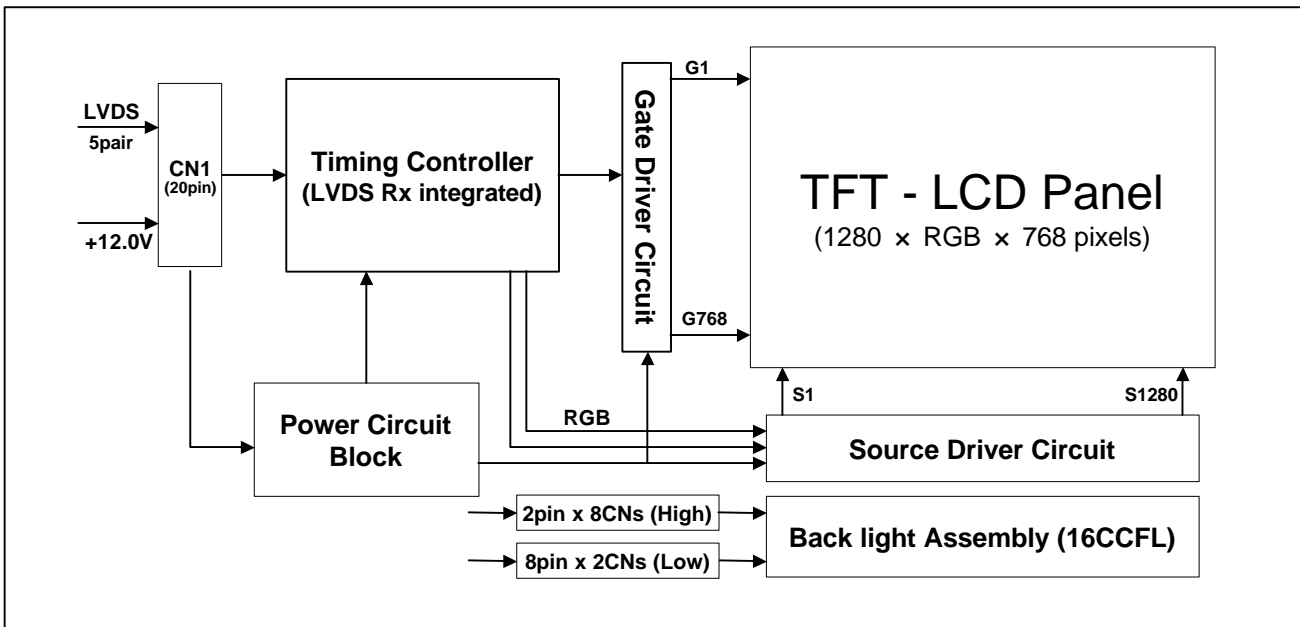 LVDS
5pair
+12.0V
CN1
(20pin)
Timing Controller
(LVDS Rx integrated)
Gate Driver Circuit
G1
G768
TFT - LCD Panel
(1280 × RGB × 768 pixels)
S1
S1280
Power Circuit
Block
RGB
Source Driver Circuit
2pin x 8CNs (High)
8pin x 2CNs (Low)
Back light Assembly (16CCFL)